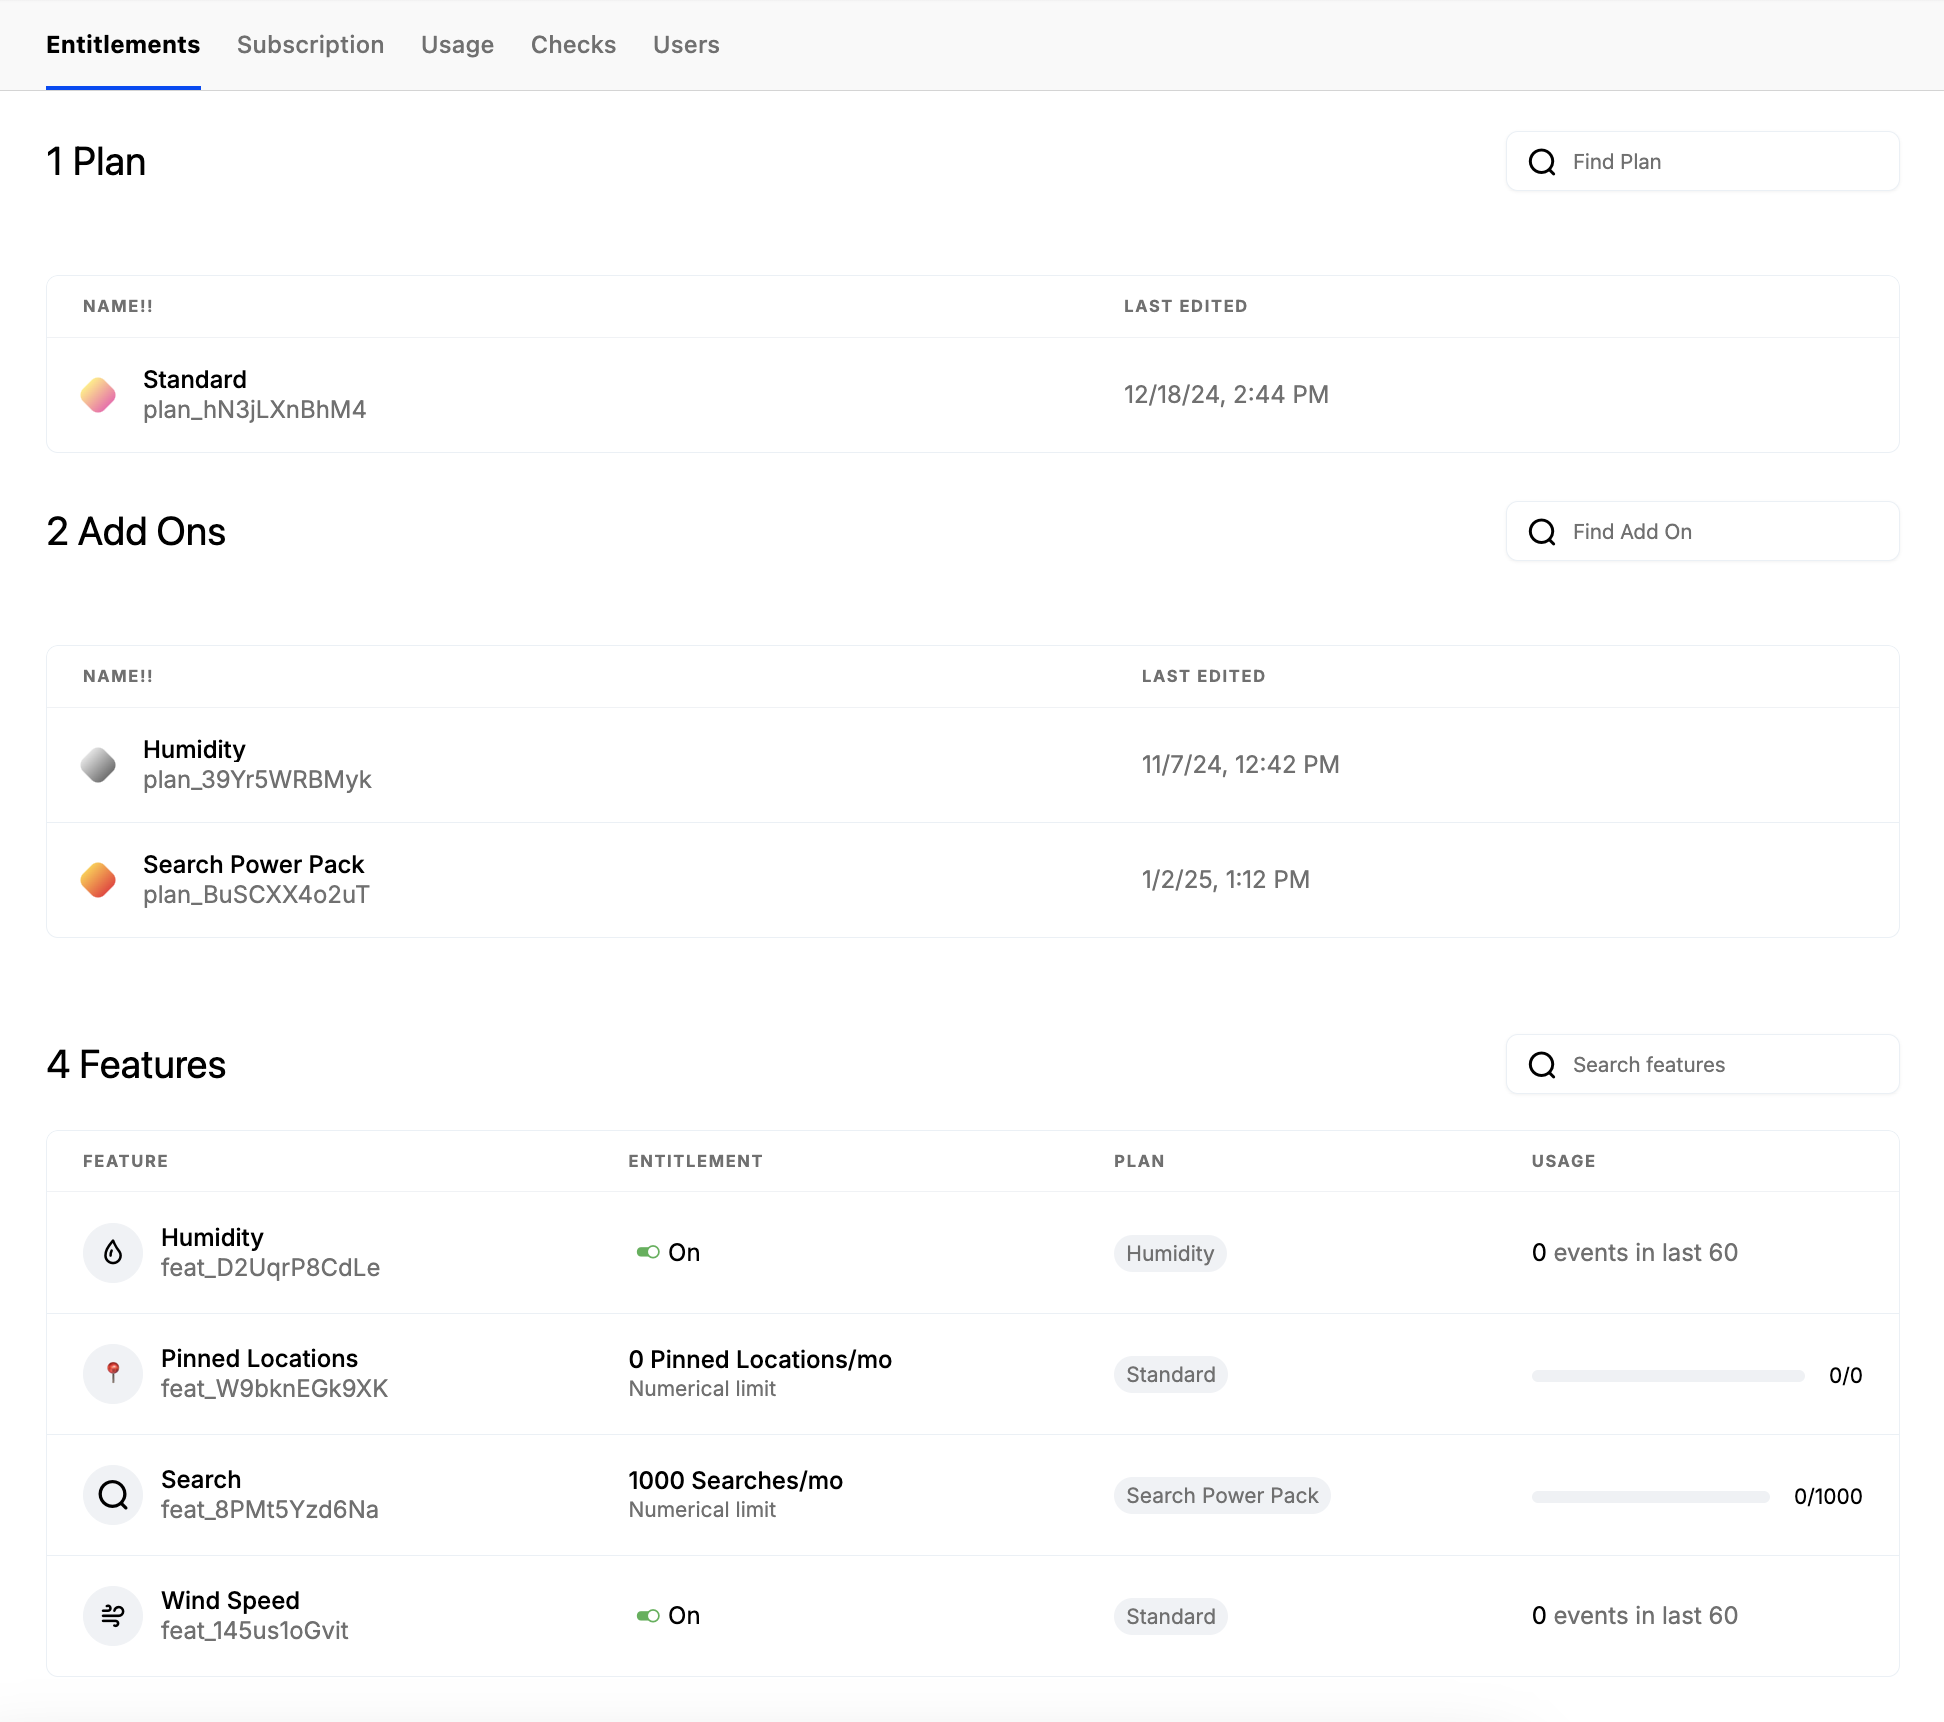 Entitlements Subscription Usage Checks Users
1 Plan
Find Plan
NAME!! LAST EDITED
Standard
plan_hN3jLXnBhM4
12/18/24, 2:44 PM
2 Add Ons
Find Add On
NAME!! LAST EDITED
Humidity
plan_39Yr5WRBMyk
11/7/24, 12:42 PM
Search Power Pack
plan_BuSCXX4o2uT
1/2/25, 1:12 PM
4 Features
Search features
FEATURE ENTITLEMENT PLAN USAGE
Humidity
feat_D2UqrP8CdLe
On
Humidity
0 events in last 60
Pinned Locations
feat_W9bknEGk9XK
0 Pinned Locations/mo
Numerical limit
Standard
0/0
Search
feat_8PMt5Yzd6Na
1000 Searches/mo
Numerical limit
Search Power Pack
0/1000
Wind Speed
feat_145us1oGvit
On
Standard
0 events in last 60